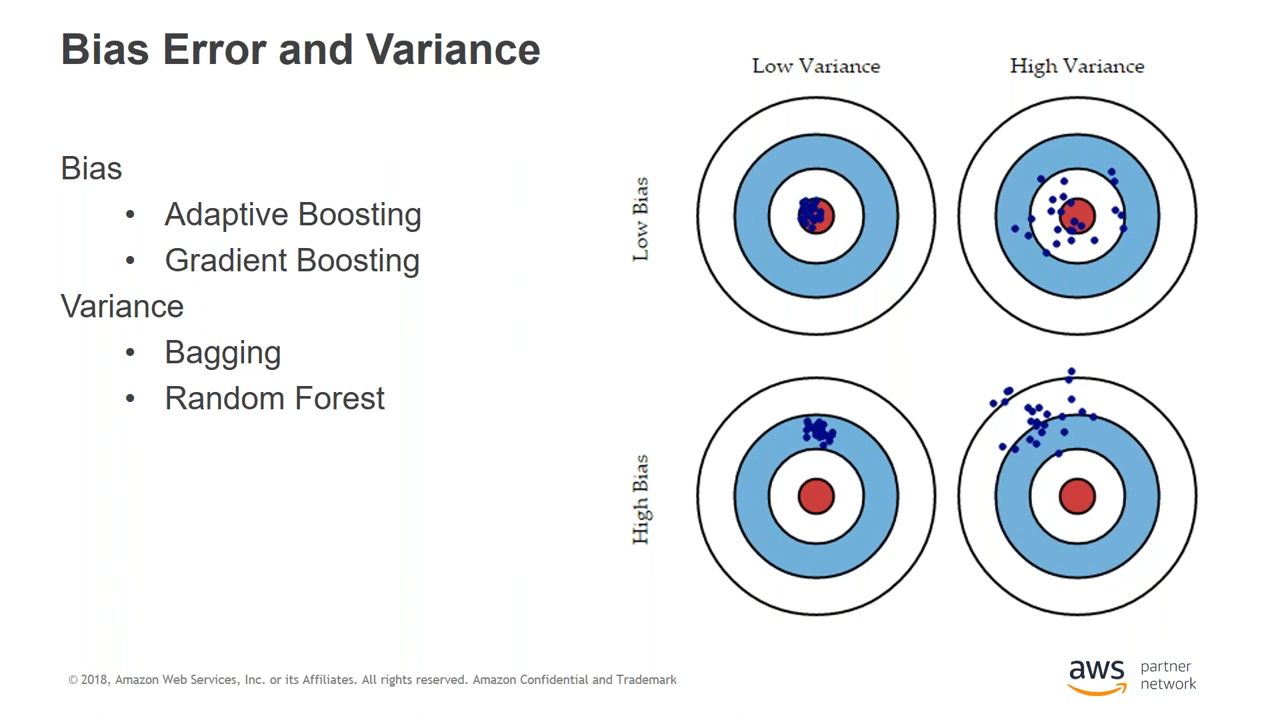 Bias Error and Variance
Bias
• Adaptive Boosting
• Gradient Boosting
Variance
• Bagging
• Random Forest
Low Variance
High Variance
Low Bias
High Bias
© 2018, Amazon Web Services, Inc. or its Affiliates. All rights reserved. Amazon Confidential and Trademark
aws
partner
network